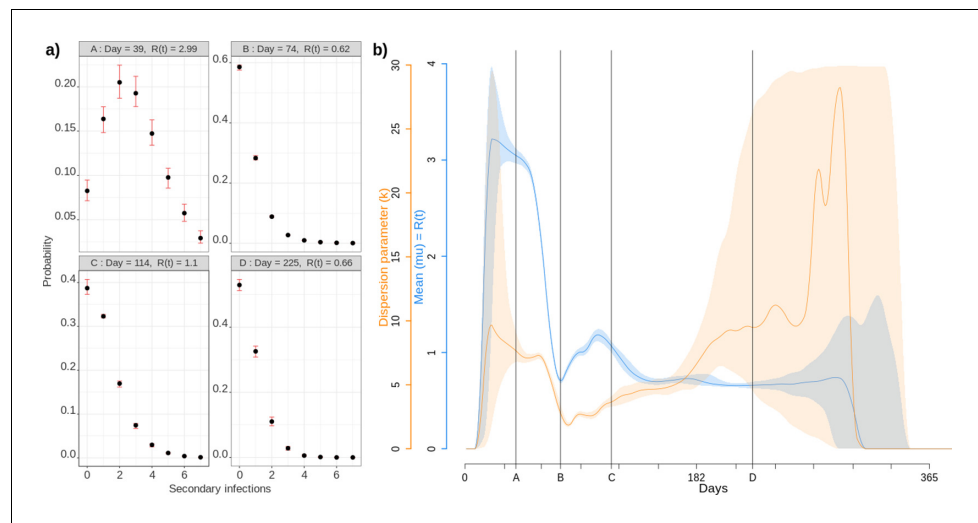 a)
A : Day = 39, R(t) = 2.99
B : Day = 74, R(t) = 0.62
0.20
0.15
0.10
0.05
0.6
0.4
0.2
0.0
Probability
C : Day = 114, R(t) = 1.1
D : Day = 225, R(t) = 0.66
0.4
0.3
0.2
0.1
0.0
0.4
0.2
0.0
0 2 4 6
0 2 4 6
Secondary infections
b)
Dispersion parameter (k)
0 5 10 15 20 25 30
Mean (mu) = R(t)
0 1 2 3 4
0 A B C 182 D 365
Days